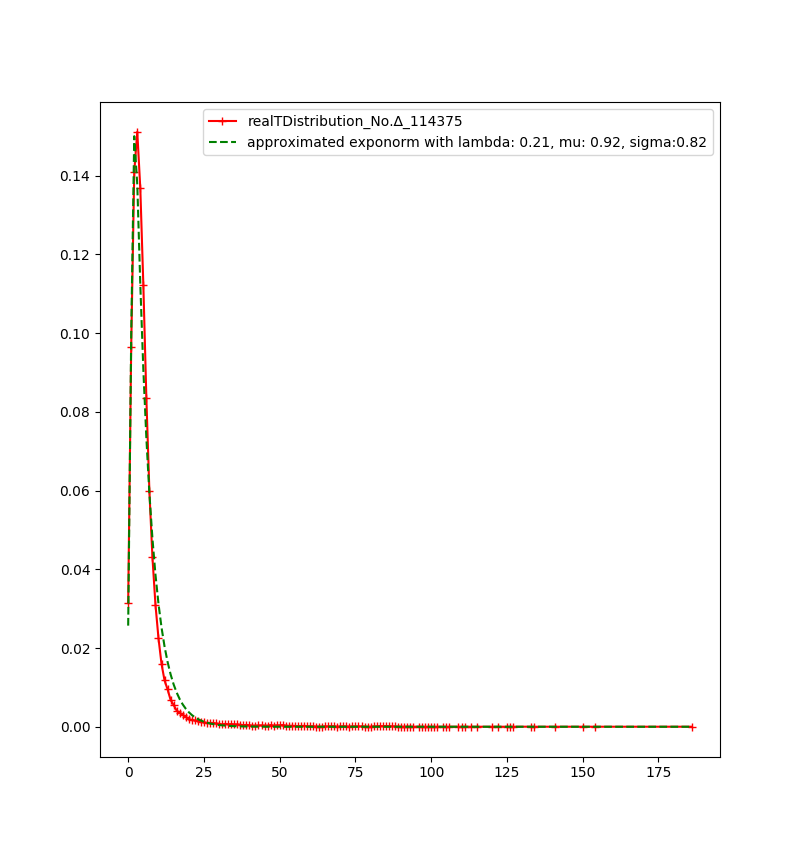 realTDistribution_No.Δ_114375
approximated exponorm with lambda: 0.21, mu: 0.92, sigma:0.82
0.14
0.12
0.10
0.08
0.06
0.04
0.02
0.00
0 25 50 75 100 125 150 175